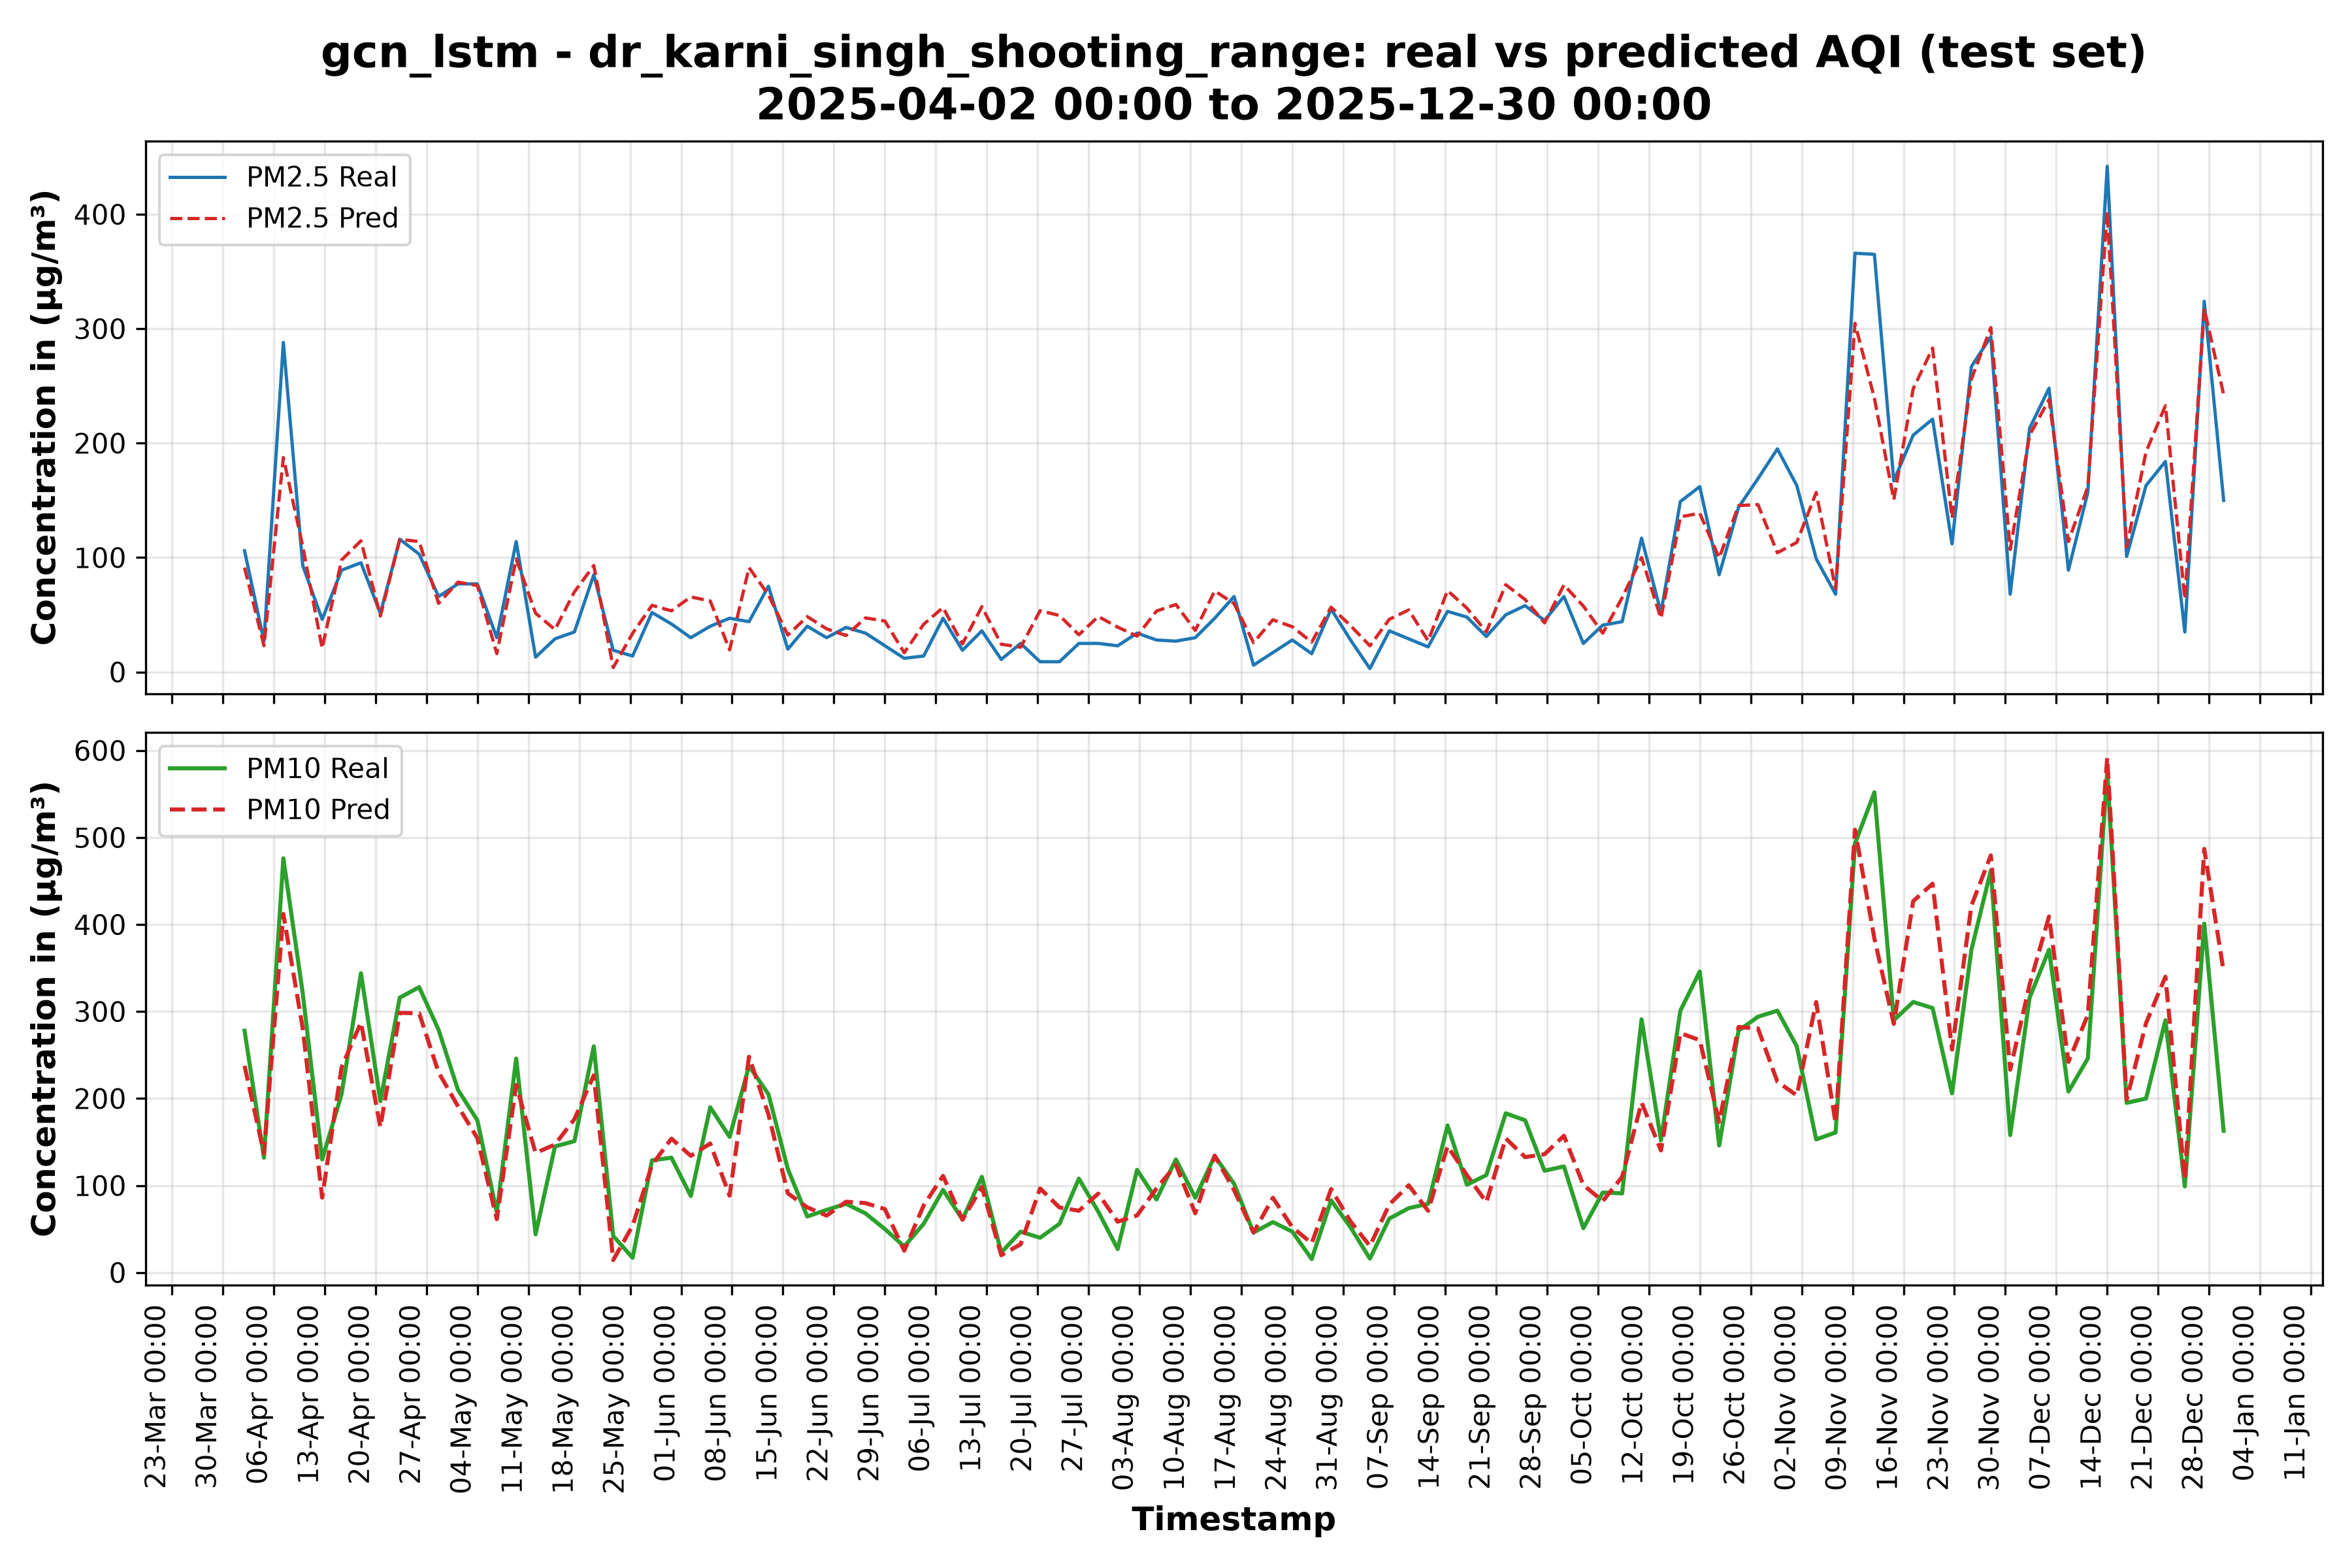 gcn_lstm - dr_karni_singh_shooting_range: real vs predicted AQI (test set)
2025-04-02 00:00 to 2025-12-30 00:00
PM2.5 Real
PM2.5 Pred
Concentration in (µg/m³)
400
300
200
100
0
PM10 Real
PM10 Pred
Concentration in (µg/m³)
600
500
400
300
200
100
0
23-Mar 00:00
30-Mar 00:00
06-Apr 00:00
13-Apr 00:00
20-Apr 00:00
27-Apr 00:00
04-May 00:00
11-May 00:00
18-May 00:00
25-May 00:00
01-Jun 00:00
08-Jun 00:00
15-Jun 00:00
22-Jun 00:00
29-Jun 00:00
06-Jul 00:00
13-Jul 00:00
20-Jul 00:00
27-Jul 00:00
03-Aug 00:00
10-Aug 00:00
17-Aug 00:00
24-Aug 00:00
31-Aug 00:00
07-Sep 00:00
14-Sep 00:00
21-Sep 00:00
28-Sep 00:00
05-Oct 00:00
12-Oct 00:00
19-Oct 00:00
26-Oct 00:00
02-Nov 00:00
09-Nov 00:00
16-Nov 00:00
23-Nov 00:00
30-Nov 00:00
07-Dec 00:00
14-Dec 00:00
21-Dec 00:00
28-Dec 00:00
04-Jan 00:00
11-Jan 00:00
Timestamp